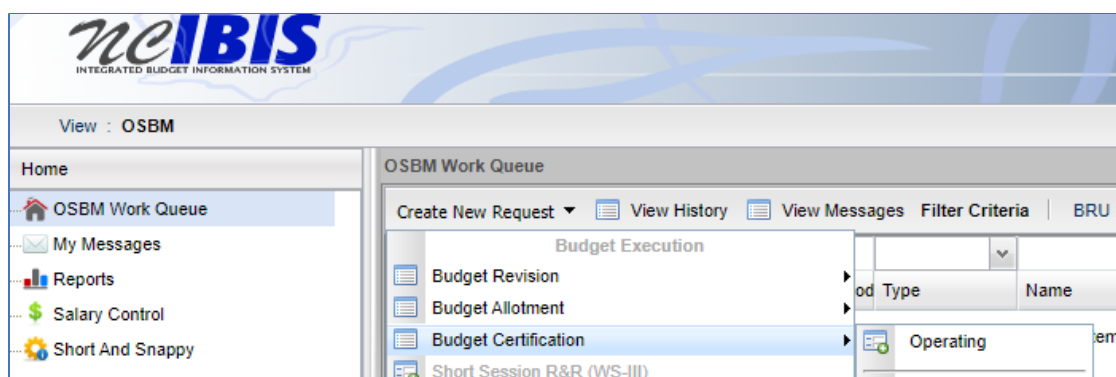 ncIBIS
INTEGRATED BUDGET INFORMATION SYSTEM
View : OSBM
Home
OSBM Work Queue
My Messages
Reports
Salary Control
Short And Snappy
OSBM Work Queue
Create New Request View History View Messages Filter Criteria BRU
Budget Execution
Budget Revision
Budget Allotment
Budget Certification
Short Session R&R (WS-III)
od Type Name
Operating
tem